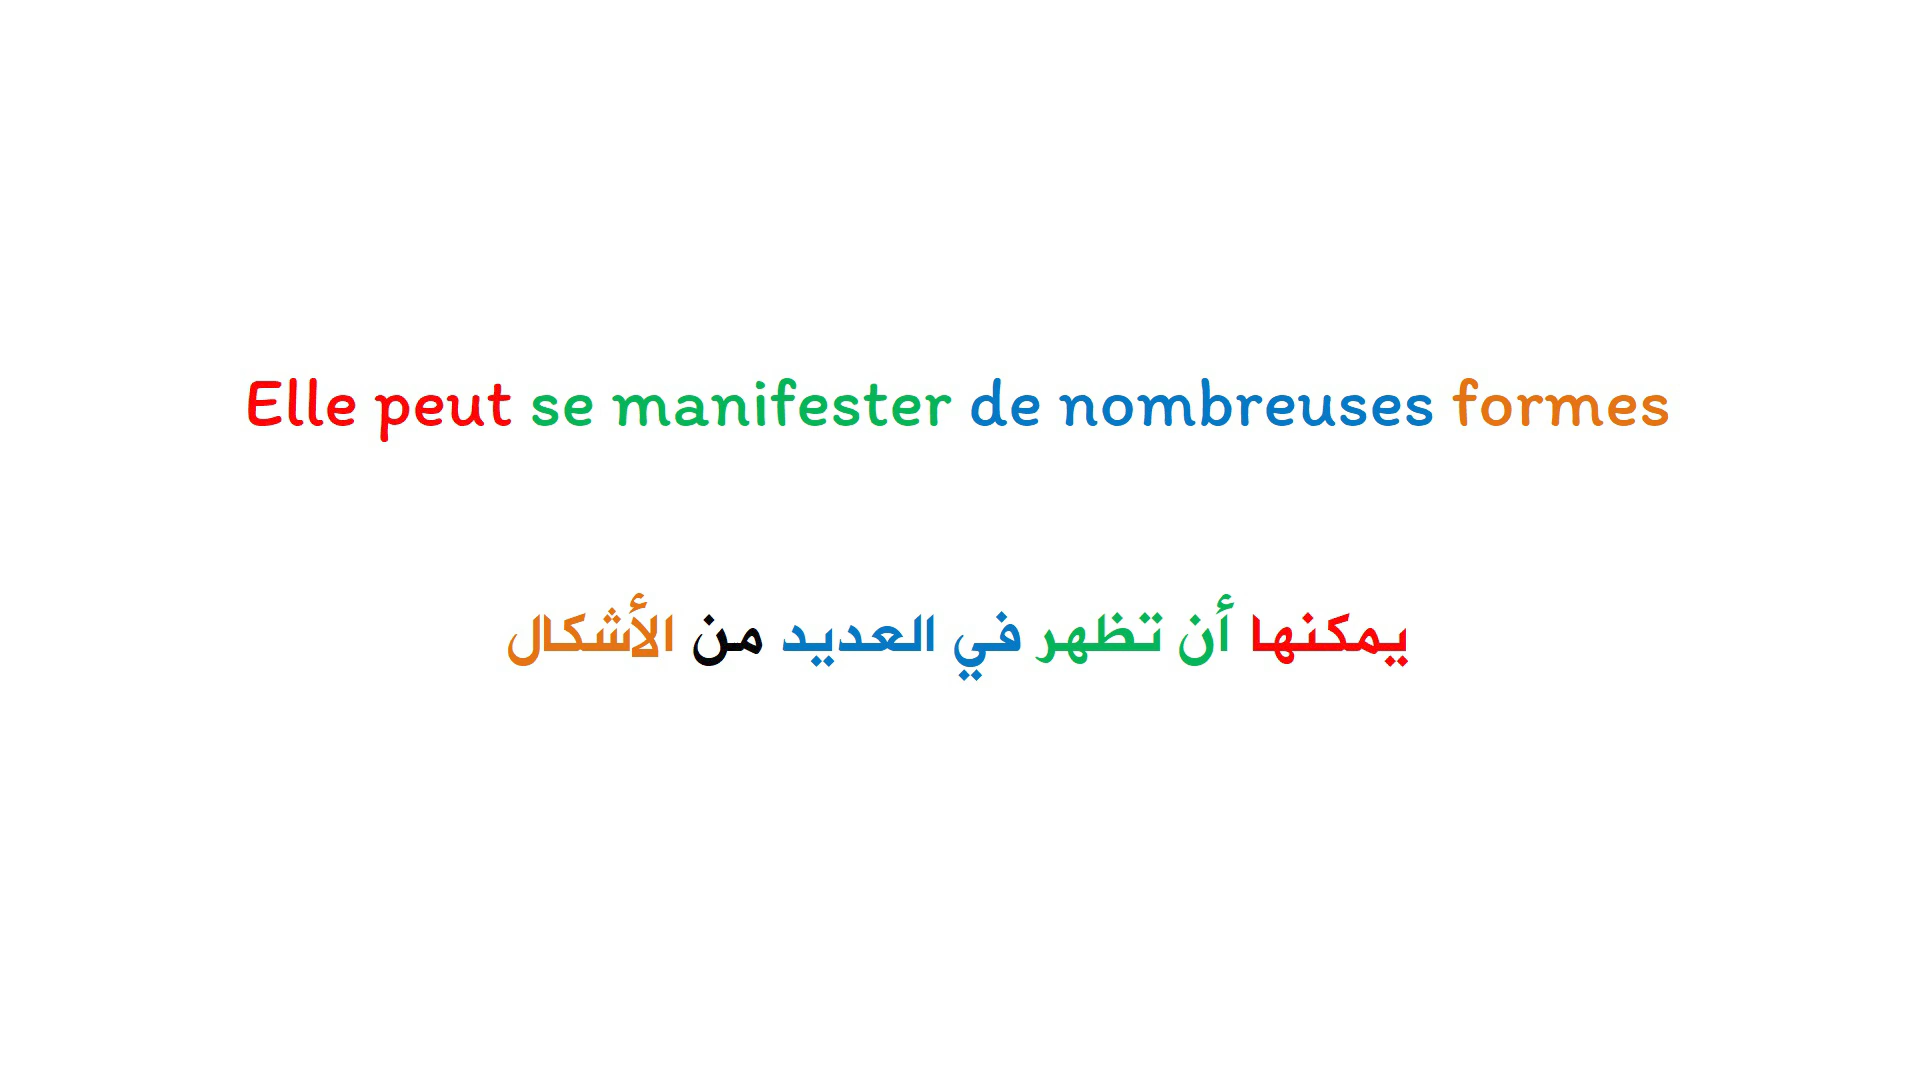 Elle peut se manifester de nombreuses formes
يمكنها أن تظهر في العديد من الأشكال